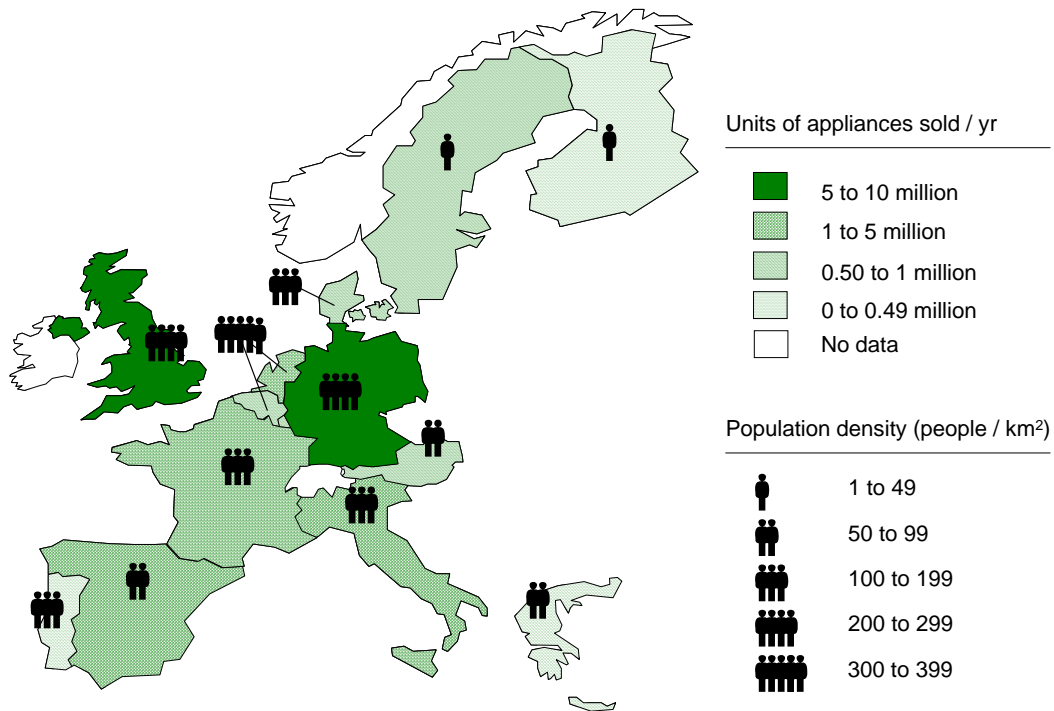 Units of appliances sold / yr
5 to 10 million
1 to 5 million
0.50 to 1 million
0 to 0.49 million
No data
Population density (people / km²)
1 to 49
50 to 99
100 to 199
200 to 299
300 to 399